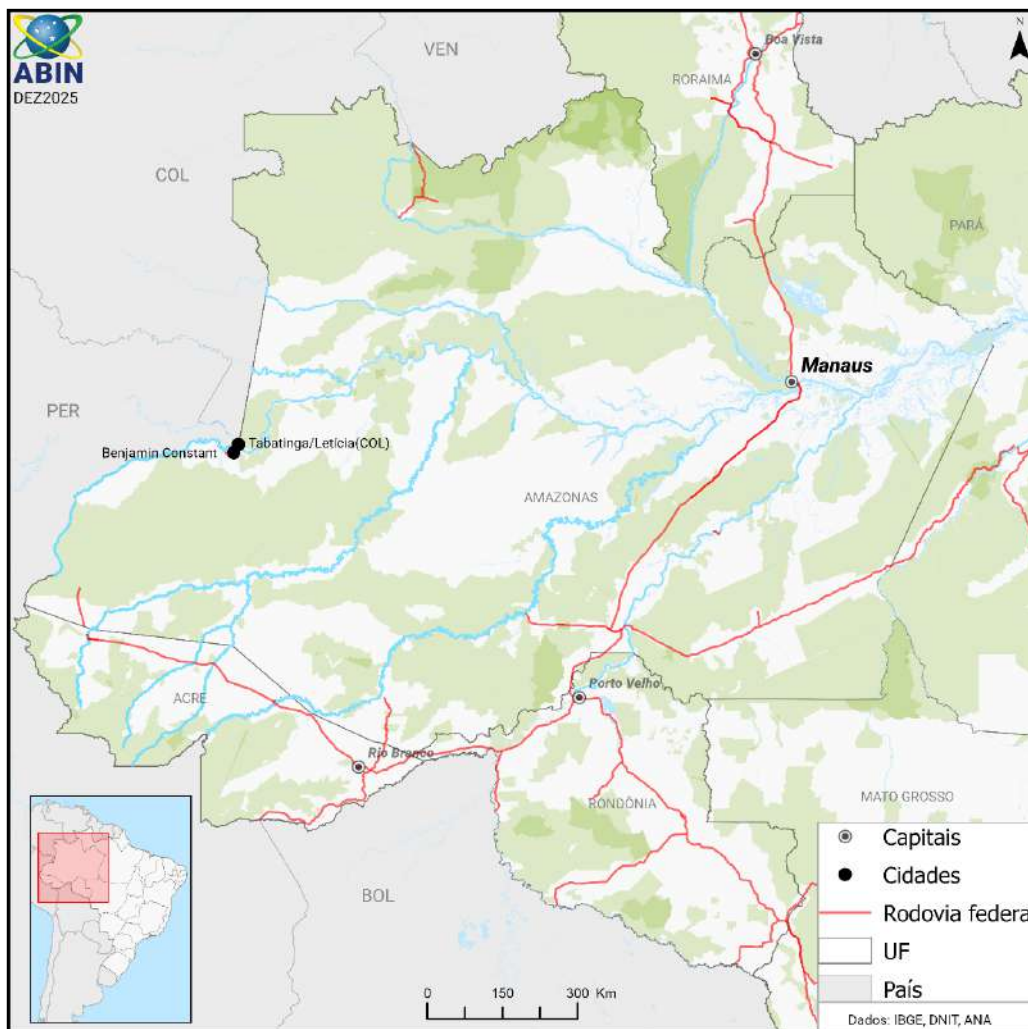 ABIN
DEZ2025
N
VEN
Boa Vista
RORAIMA
COL
PARÁ
Manaus
PER
Tabatinga/Letícia(COL)
Benjamin Constant
AMAZONAS
Porto Velho
ACRE
Rio Branco
RONDÔNIA
MATO GROSSO
BOL
Capitais
Cidades
Rodovia federa
UF
País
0 150 300 Km
Dados: IBGE, DNIT, ANA